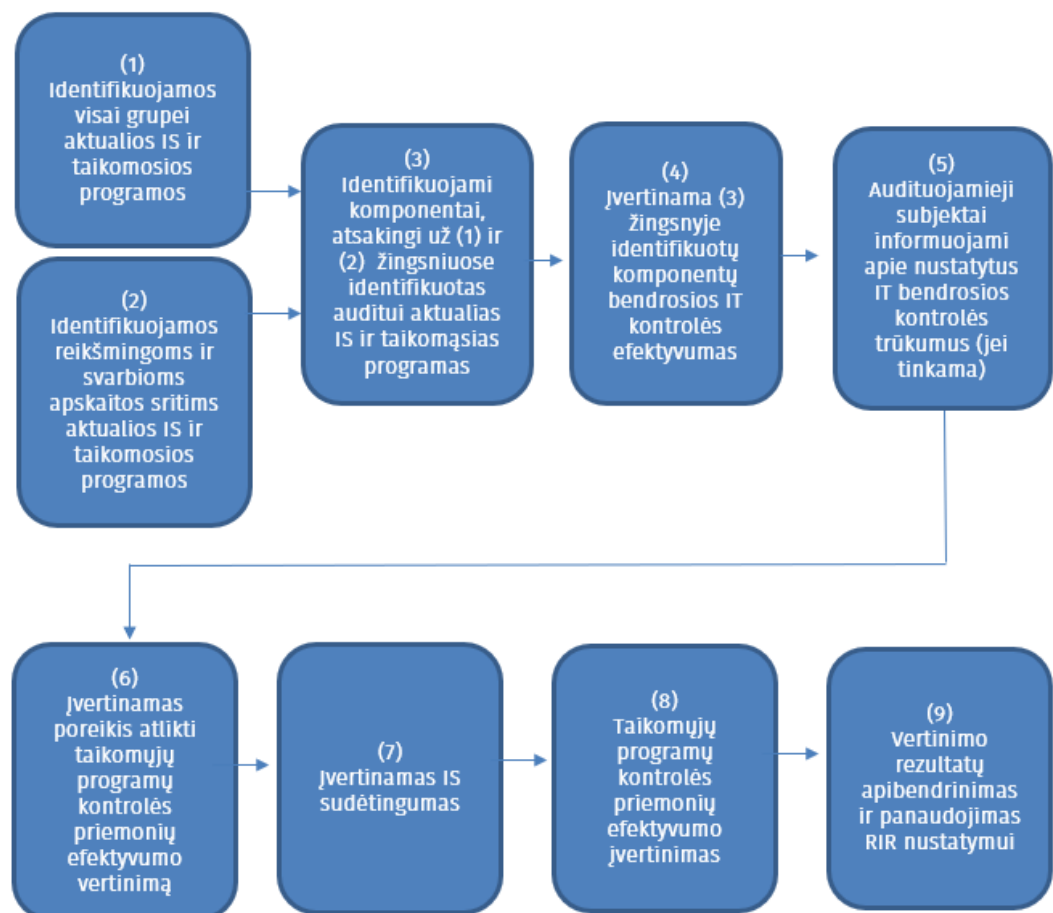 (1)
Identifikuojamos
visai grupei
aktualios IS ir
taikomosios
programos
(2)
Identifikuojamos
reikšmingoms ir
svarbioms
apskaitos sritims
aktualios IS ir
taikomosios
programos
(3)
Identifikuojami
komponentai,
atsakingi už (1) ir
(2) žingsniuose
identifikuotas
auditui aktualias
IS ir taikomąsias
programas
(4)
Įvertinama (3)
žingsnyje
identifikuotų
komponentų
bendrosios IT
kontrolės
efektyvumas
(5)
Audituojamieji
subjektai
informuojami
apie nustatytus
IT bendrosios
kontrolės
trūkumus (jei
tinkama)
(6)
Įvertinamas
poreikis atlikti
taikomųjų
programų
kontrolės
priemonių
efektyvumo
vertinimą
(7)
Įvertinamas IS
sudėtingumas
(8)
Taikomųjų
programų
kontrolės
priemonių
efektyvumo
įvertinimas
(9)
Vertinimo
rezultatų
apibendrinimas
ir panaudojimas
RIR nustatymui